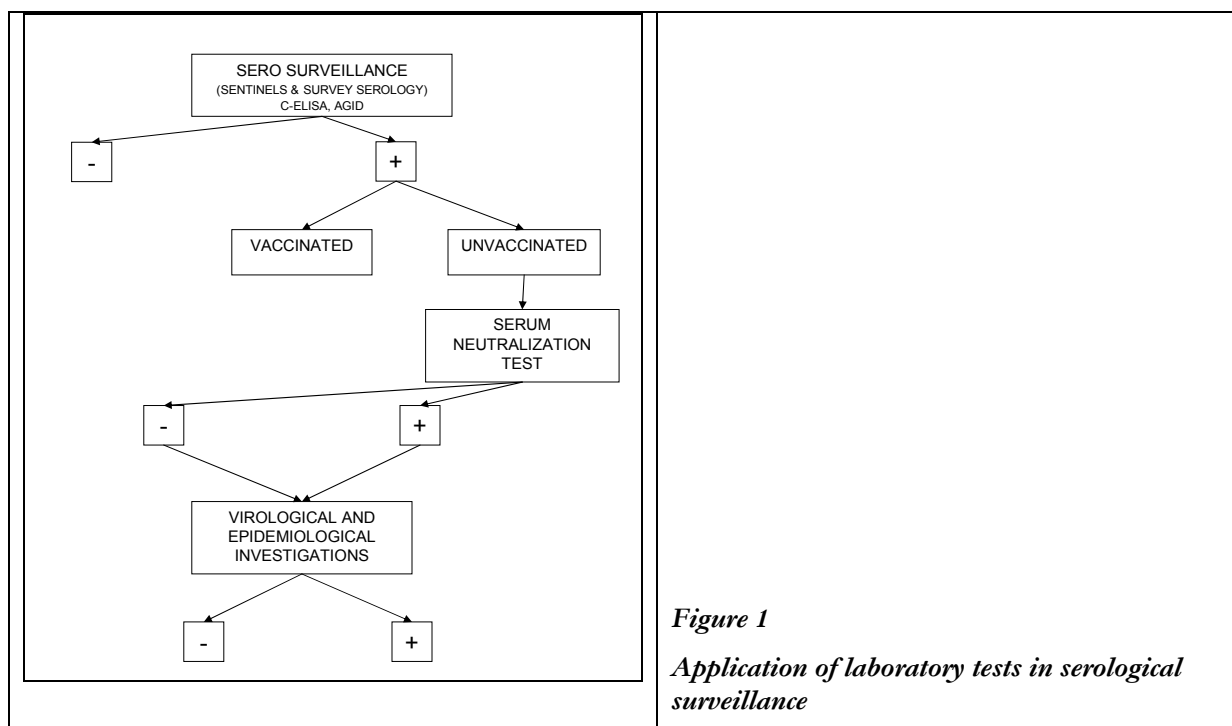 SERO SURVEILLANCE
(SENTINELS & SURVEY SEROLOGY)
C-ELISA, AGID
-
+
VACCINATED
UNVACCINATED
SERUM
NEUTRALIZATION
TEST
-
+
VIROLOGICAL AND
EPIDEMIOLOGICAL
INVESTIGATIONS
-
+
Figure 1
Application of laboratory tests in serological
surveillance